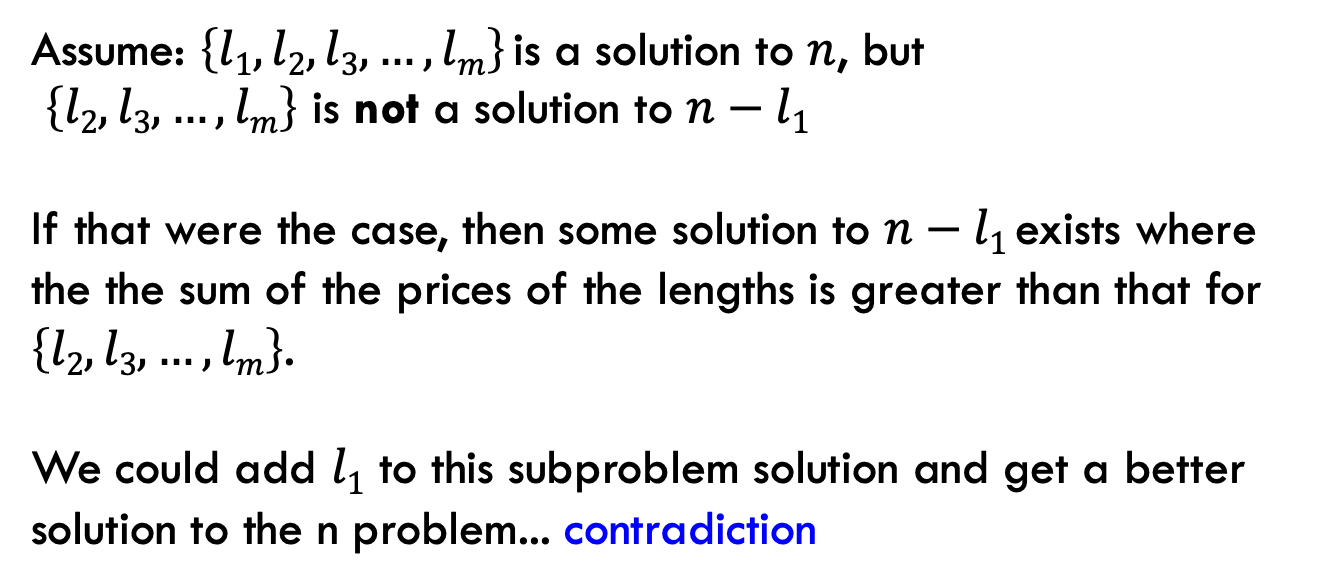 Assume: {l₁, l₂, l₃, … , lₘ} is a solution to n, but
{l₂, l₃, … , lₘ} is not a solution to n − l₁
If that were the case, then some solution to n − l₁ exists where
the the sum of the prices of the lengths is greater than that for
{l₂, l₃, … , lₘ}.
We could add l₁ to this subproblem solution and get a better
solution to the n problem... contradiction